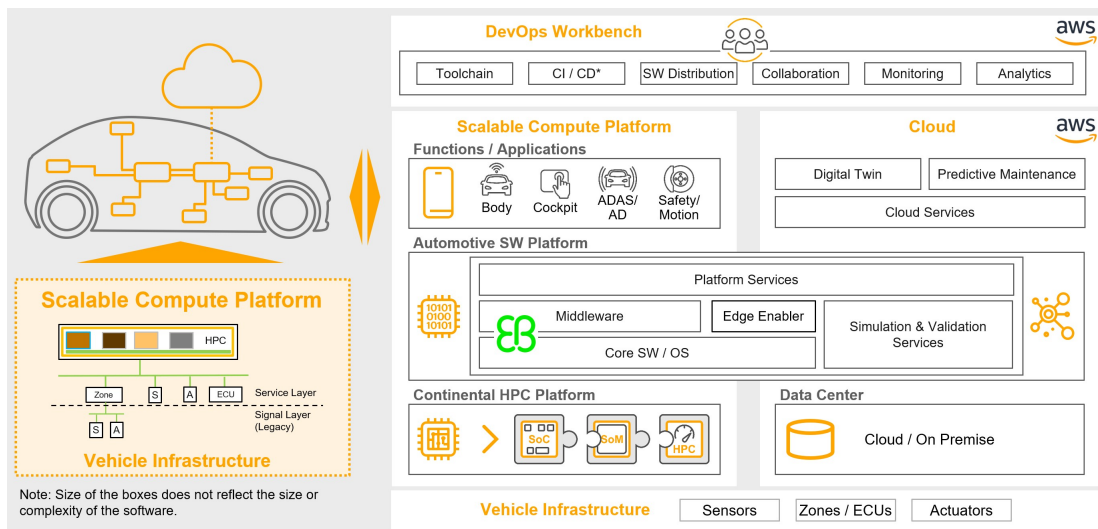 DevOps Workbench
aws
Toolchain
CI / CD*
SW Distribution
Collaboration
Monitoring
Analytics
Scalable Compute Platform
Functions / Applications
Body
Cockpit
ADAS/
AD
Safety/
Motion
Cloud
aws
Digital Twin
Predictive Maintenance
Cloud Services
Automotive SW Platform
10101
0100
10101
Platform Services
Middleware
Edge Enabler
EB
Core SW / OS
Simulation & Validation
Services
Continental HPC Platform
SoC
SoM
HPC
Data Center
Cloud / On Premise
Vehicle Infrastructure
Sensors
Zones / ECUs
Actuators
Scalable Compute Platform
HPC
Zone
S
A
ECU
Service Layer
Signal Layer
(Legacy)
S
A
Vehicle Infrastructure
Note: Size of the boxes does not reflect the size or
complexity of the software.